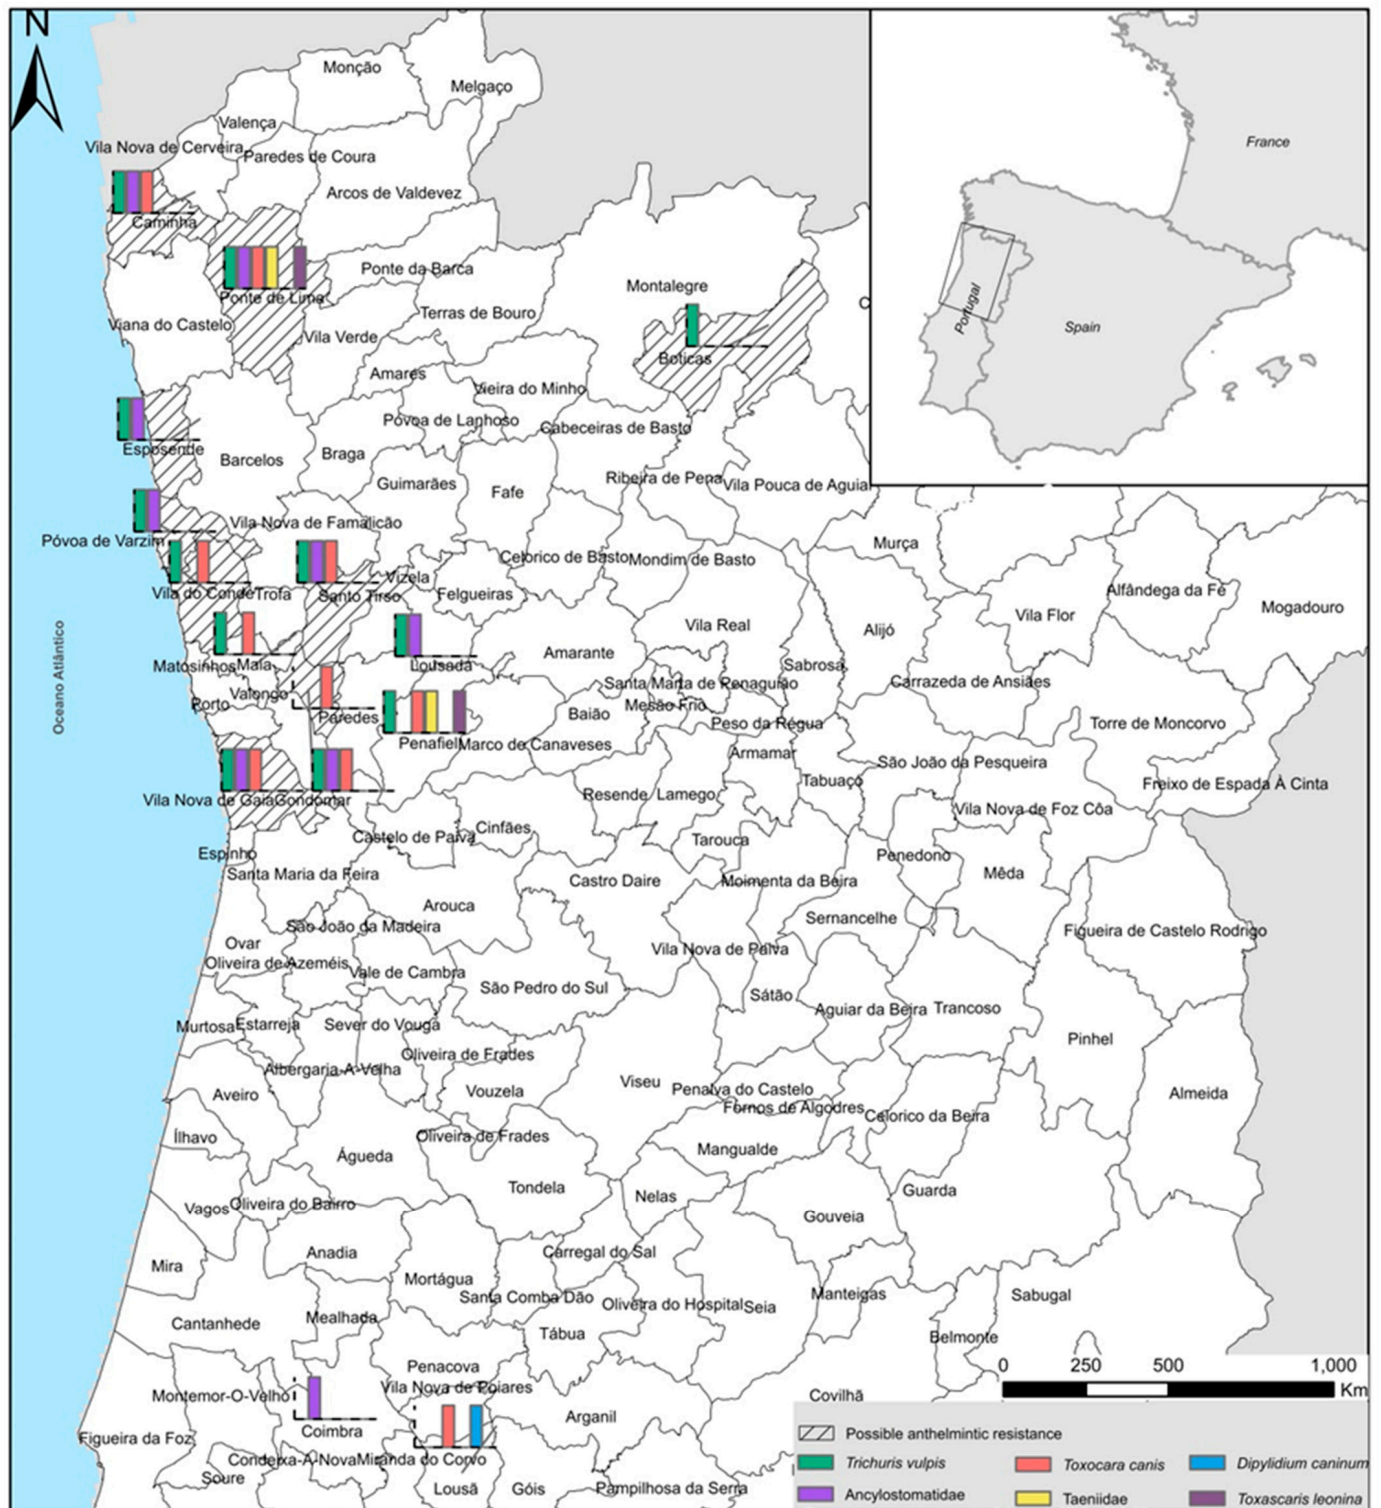 N
Monção
Melgaço
Valença
Vila Nova de Cerveira
Paredes de Coura
France
Arcos de Valdevez
Caminha
Ponte da Barca
Montalegre
Ponte de Lima
Portugal
Terras de Bouro
Viana do Castelo
Spain
Vila Verde
Boticas
Amares
Vieira do Minho
Póvoa de Lanhoso
Cabeceiras de Basto
Esposende
Braga
Barcelos
Ribeira de Pena
Vila Pouca de Aguiar
Guimarães
Fafe
Vila Nova de Famalicão
Póvoa de Varzim
Murça
Celorico de Basto
Mondim de Basto
Vizela
Alfândega da Fé
Vila do Conde
Trofa
Santo Tirso
Felgueiras
Mogadouro
Vila Flor
Vila Real
Alijó
Oceano Atlântico
Amarante
Matosinhos
Maia
Lousada
Sabrosa
Santa Marta de Penaguião
Carrazeda de Ansiães
Valongo
Porto
Mesão Frio
Paredes
Baião
Peso da Régua
Torre de Moncorvo
Penafiel
Marco de Canaveses
Armamar
São João da Pesqueira
Tabuaço
Freixo de Espada À Cinta
Vila Nova de Gaia
Gondomar
Resende
Lamego
Vila Nova de Foz Côa
Castelo de Paiva
Cinfães
Tarouca
Espinho
Penedono
Santa Maria da Feira
Mêda
Castro Daire
Moimenta da Beira
Arouca
Sernancelhe
São João da Madeira
Figueira de Castelo Rodrigo
Ovar
Vila Nova de Paiva
Oliveira de Azeméis
Vale de Cambra
São Pedro do Sul
Sátão
Aguiar da Beira
Trancoso
Murtosa
Estarreja
Sever do Vouga
Pinhel
Oliveira de Frades
Albergaria-A-Velha
Viseu
Penalva do Castelo
Aveiro
Vouzela
Almeida
Fornos de Algodres
Celorico da Beira
Ílhavo
Oliveira de Frades
Mangualde
Águeda
Tondela
Nelas
Guarda
Vagos
Oliveira do Bairro
Gouveia
Anadia
Carregal do Sal
Mira
Mortágua
Manteigas
Sabugal
Santa Comba Dão
Oliveira do Hospital
Seia
Mealhada
Cantanhede
Tábua
Belmonte
Penacova
0 250 500 1,000
Km
Vila Nova de Poiares
Montemor-O-Velho
Covilhã
Arganil
Coimbra
Figueira da Foz
Possible anthelmintic resistance
Condeixa-A-Nova
Miranda do Corvo
Trichuris vulpis
Toxocara canis
Dipylidium caninum
Soure
Lousã
Góis
Pampilhosa da Serra
Ancylostomatidae
Taeniidae
Toxascaris leonina